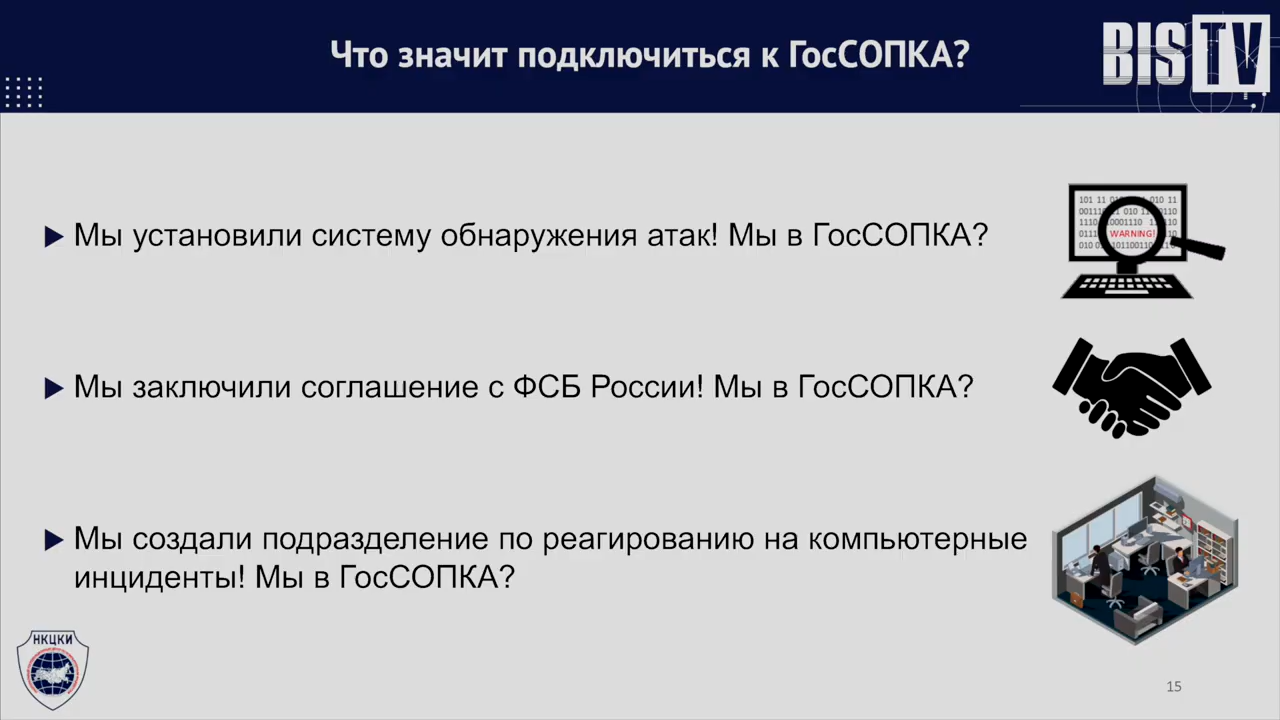 Что значит подключиться к ГосСОПКА?
BIS TV
Мы установили систему обнаружения атак! Мы в ГосСОПКА?
WARNING!
Мы заключили соглашение с ФСБ России! Мы в ГосСОПКА?
Мы создали подразделение по реагированию на компьютерные
инциденты! Мы в ГосСОПКА?
НКЦКИ
15